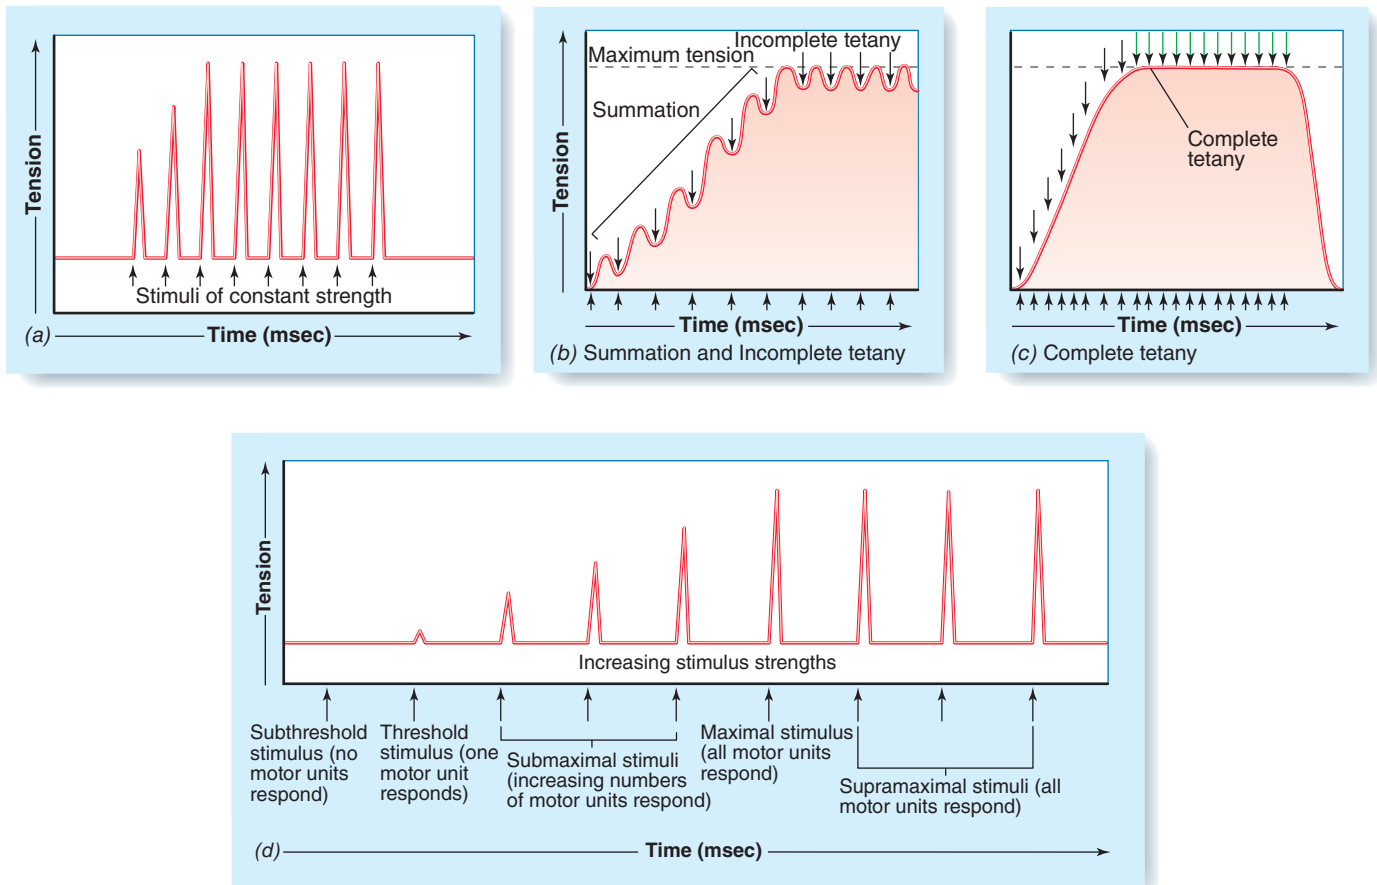 Tension
Stimuli of constant strength
(a)
Time (msec)
Tension
Maximum tension
Incomplete tetany
Summation
Time (msec)
(b) Summation and Incomplete tetany
Tension
Complete
tetany
Time (msec)
(c) Complete tetany
Tension
Increasing stimulus strengths
Subthreshold
stimulus (no
motor units
respond)
Threshold
stimulus (one
motor unit
responds)
Submaximal stimuli
(increasing numbers
of motor units respond)
Maximal stimulus
(all motor units
respond)
Supramaximal stimuli (all
motor units respond)
(d)
Time (msec)